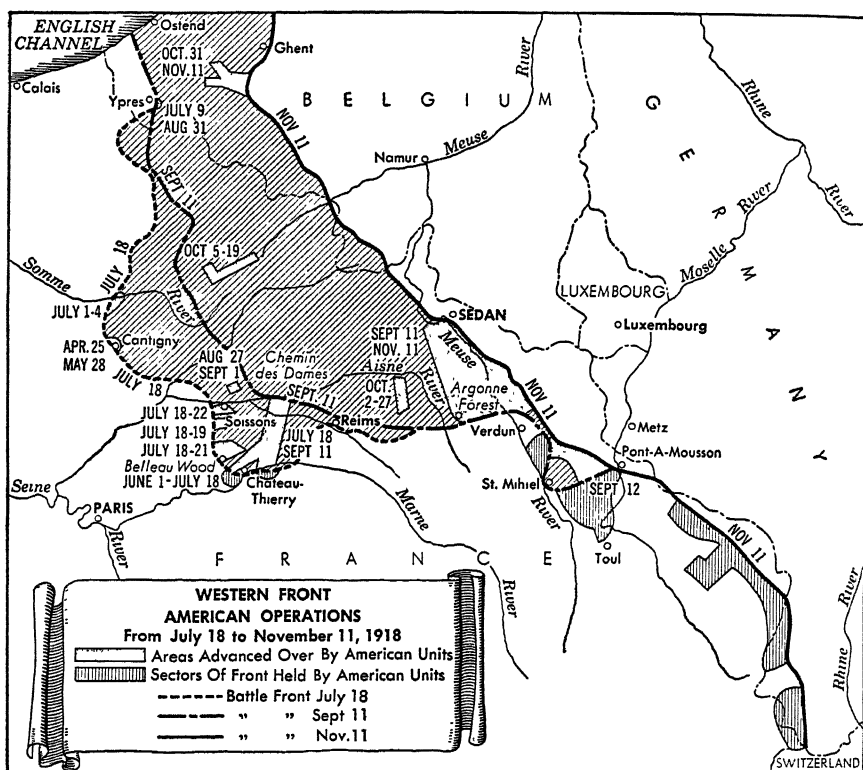 ENGLISH
CHANNEL
Ostend
Calais
Ghent
OCT. 31
NOV. 11
Ypres
JULY 9
AUG 31
BELGIUM
GERMANY
NOV 11
Namur
Meuse
River
Rhine
River
SEPT 11
OCT 5-19
JULY 18
Somme
River
JULY 1-4
Moselle
River
LUXEMBOURG
Luxembourg
SEDAN
Cantigny
APR. 25
MAY 28
AUG 27
SEPT 1
Chemin
des Dames
SEPT 11
NOV. 11
Meuse
Aisne
River
OCT.
2-27
Argonne
Forest
NOV 11
JULY 18
SEPT. 11
Reims
Verdun
Metz
Pont-A-Mousson
JULY 18-22
Soissons
JULY 18-19
JULY 18-21
JULY 18
SEPT 11
Belleau Wood
JUNE 1-JULY 18
Château-
Thierry
St. Mihiel
SEPT 12
River
Toul
NOV 11
Seine
PARIS
River
Marne
River
FRANCE
Rhine
River
SWITZERLAND
WESTERN FRONT
AMERICAN OPERATIONS
From July 18 to November 11, 1918
Areas Advanced Over By American Units
Sectors Of Front Held By American Units
Battle Front July 18
" " Sept 11
" " Nov. 11